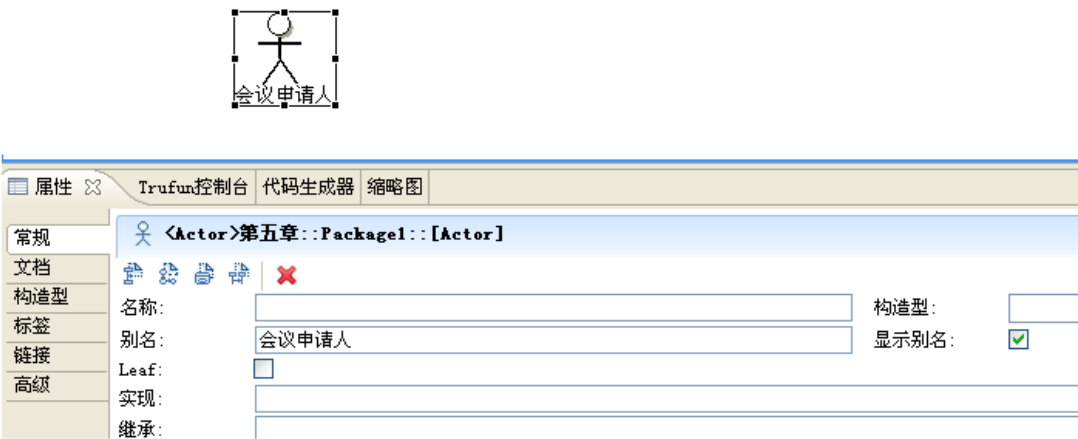 会议申请人
属性 Trufun控制台 代码生成器 缩略图
常规 <Actor>第五章::Package1::[Actor]
文档
构造型
标签
链接
高级
名称: 构造型:
别名: 会议申请人 显示别名:
Leaf:
实现:
继承: